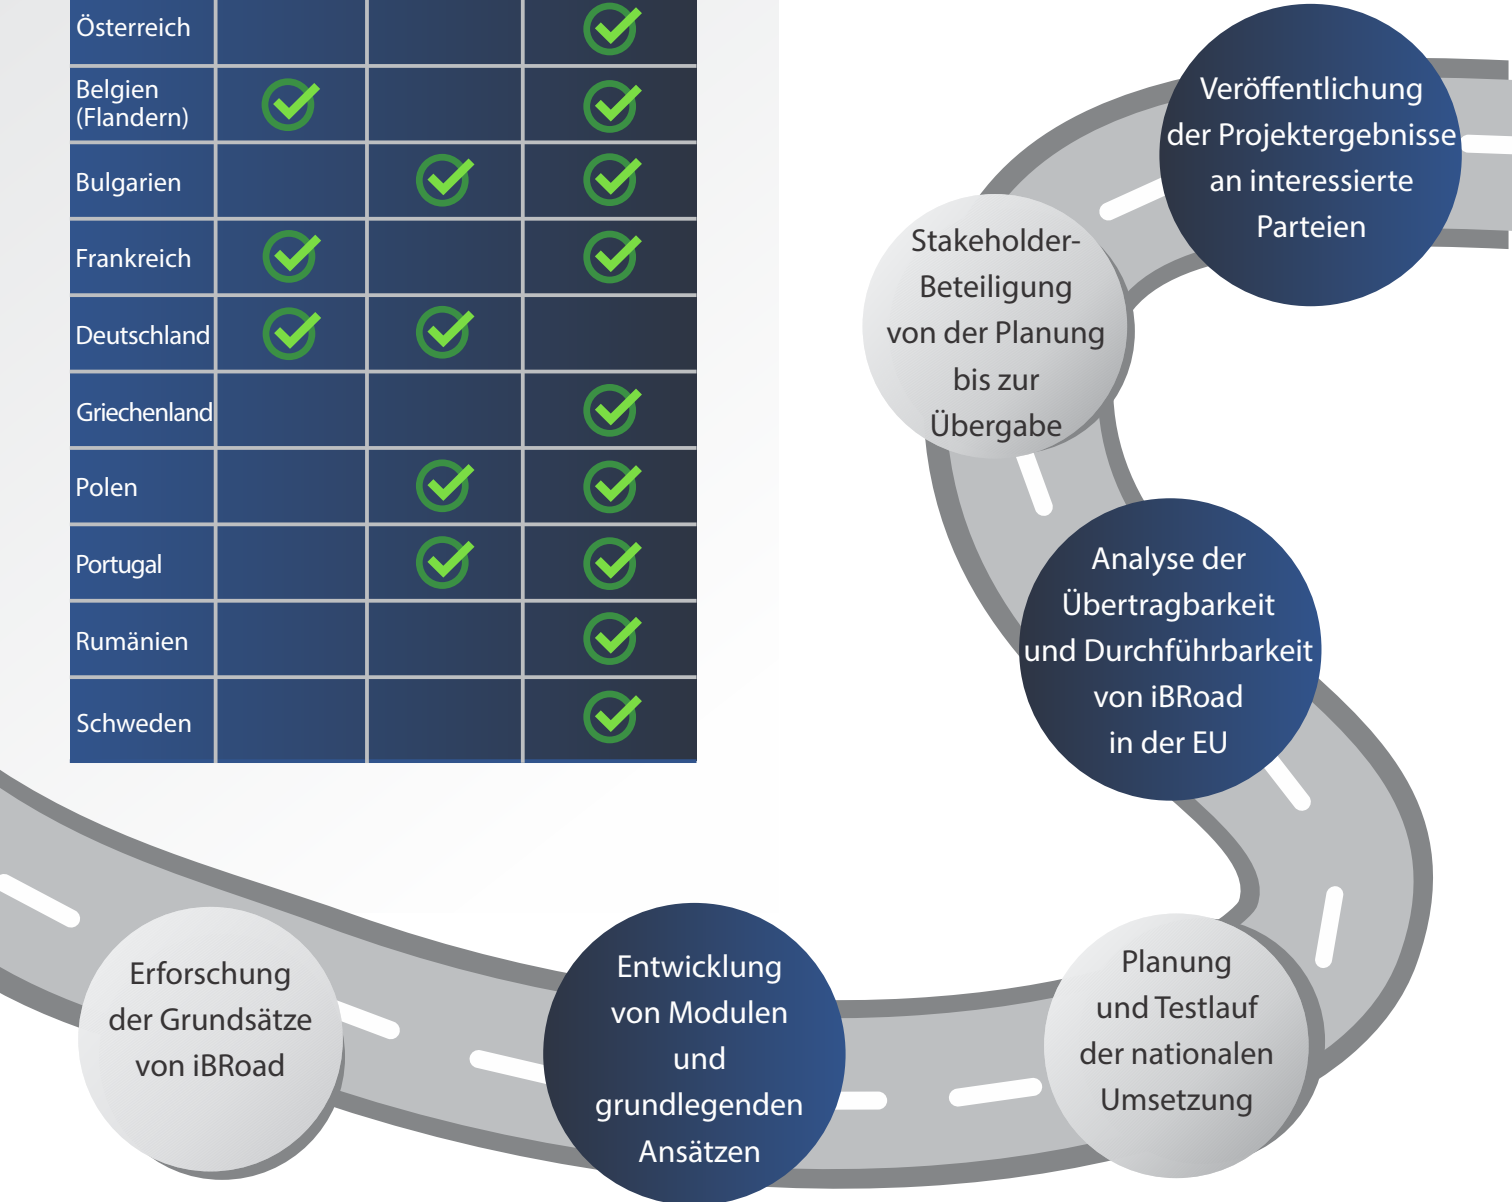 Österreich
Belgien
(Flandern)
Bulgarien
Frankreich
Deutschland
Griechenland
Polen
Portugal
Rumänien
Schweden
Erforschung
der Grundsätze
von iBRoad
Entwicklung
von Modulen
und
grundlegenden
Ansätzen
Planung
und Testlauf
der nationalen
Umsetzung
Analyse der
Übertragbarkeit
und Durchführbarkeit
von iBRoad
in der EU
Stakeholder-
Beteiligung
von der Planung
bis zur
Übergabe
Veröffentlichung
der Projektergebnisse
an interessierte
Parteien